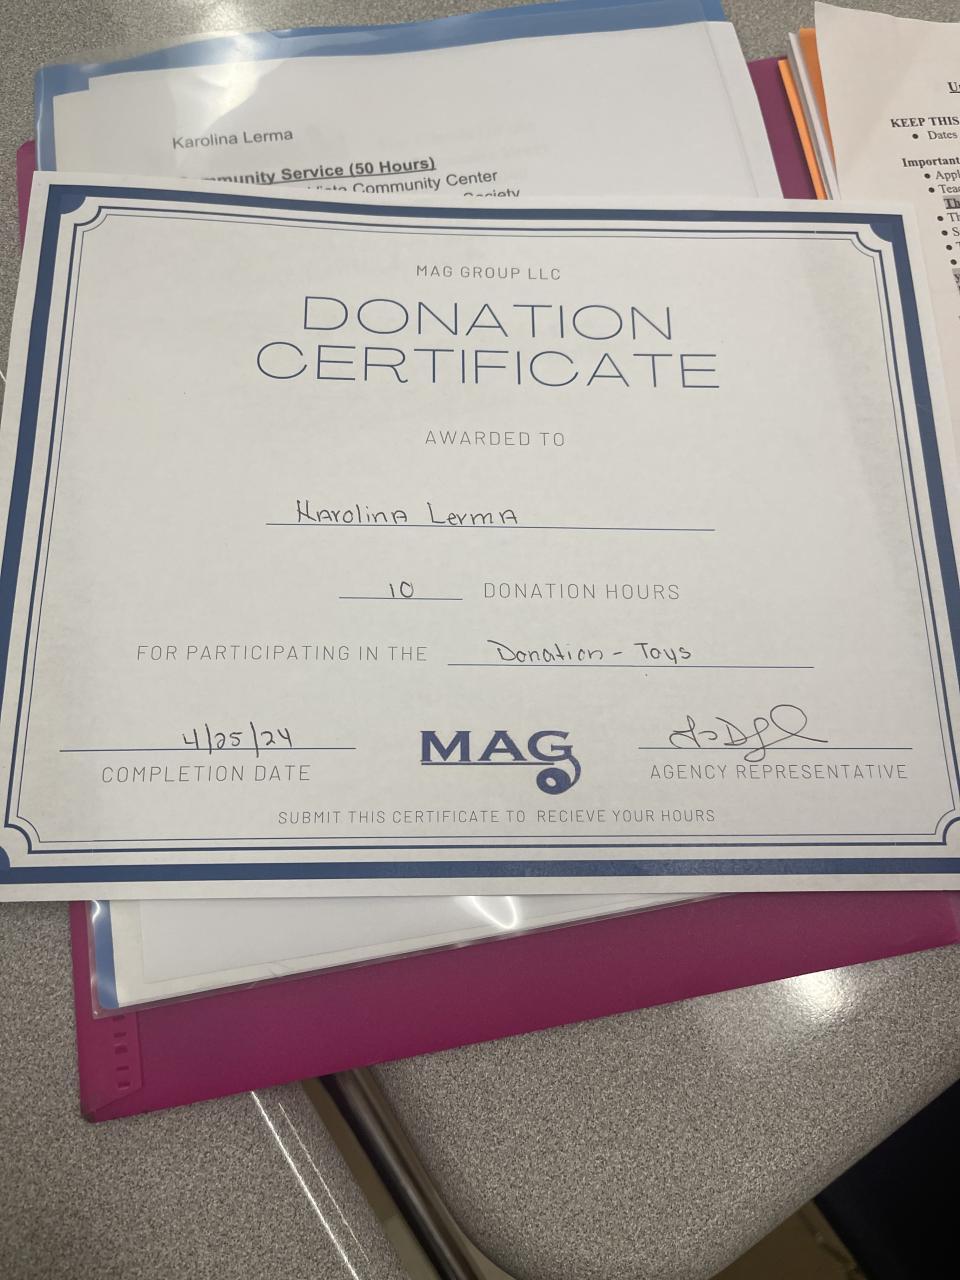 Karolina Lerma
Community Service (50 Hours)
Community Center
Society
KEEP THIS
Dates
Important
MAG GROUP LLC
DONATION
CERTIFICATE
AWARDED TO
Karolina Lerma
10 DONATION HOURS
FOR PARTICIPATING IN THE Donation - Toys
4/25/24
COMPLETION DATE
MAG
AGENCY REPRESENTATIVE
SUBMIT THIS CERTIFICATE TO RECIEVE YOUR HOURS